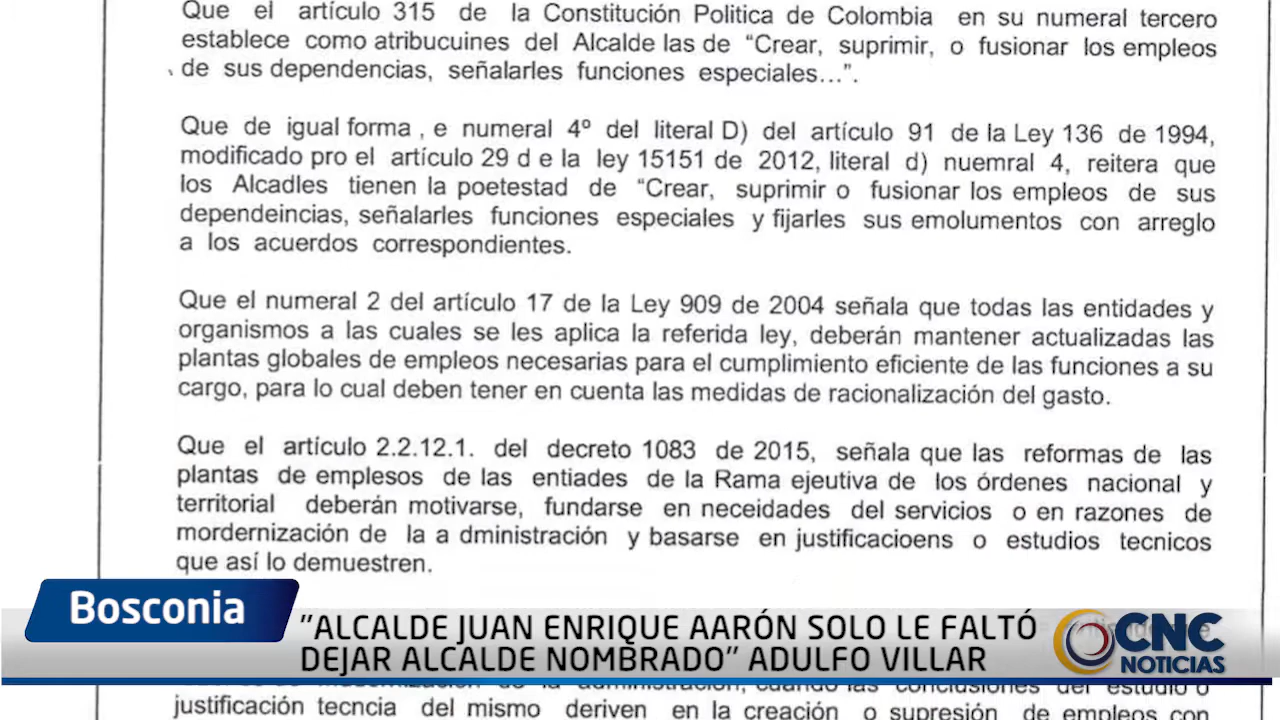 Que el artículo 315 de la Constitución Politica de Colombia en su numeral tercero
establece como atribucuines del Alcalde las de “Crear, suprimir, o fusionar los empleos
de sus dependencias, señalarles funciones especiales…”.
Que de igual forma , e numeral 4º del literal D) del artículo 91 de la Ley 136 de 1994,
modificado pro el artículo 29 d e la ley 15151 de 2012, literal d) nuemral 4, reitera que
los Alcadles tienen la poetestad de “Crear, suprimir o fusionar los empleos de sus
dependeincias, señalarles funciones especiales y fijarles sus emolumentos con arreglo
a los acuerdos correspondientes.
Que el numeral 2 del artículo 17 de la Ley 909 de 2004 señala que todas las entidades y
organismos a las cuales se les aplica la referida ley, deberán mantener actualizadas las
plantas globales de empleos necesarias para el cumplimiento eficiente de las funciones a su
cargo, para lo cual deben tener en cuenta las medidas de racionalización del gasto.
Que el artículo 2.2.12.1. del decreto 1083 de 2015, señala que las reformas de las
plantas de emplesos de las entiades de la Rama ejeutiva de los órdenes nacional y
territorial deberán motivarse, fundarse en neceidades del servicios o en razones de
mordernización de la a dministración y basarse en justificacioens o estudios tecnicos
que así lo demuestren.
Bosconia
”ALCALDE JUAN ENRIQUE AARÓN SOLO LE FALTÓ
DEJAR ALCALDE NOMBRADO” ADULFO VILLAR
CNC
NOTICIAS
de la administración, cuando las conclusiones del estudio o
justificación tecncia del mismo deriven en la creación o supresión de empleos con